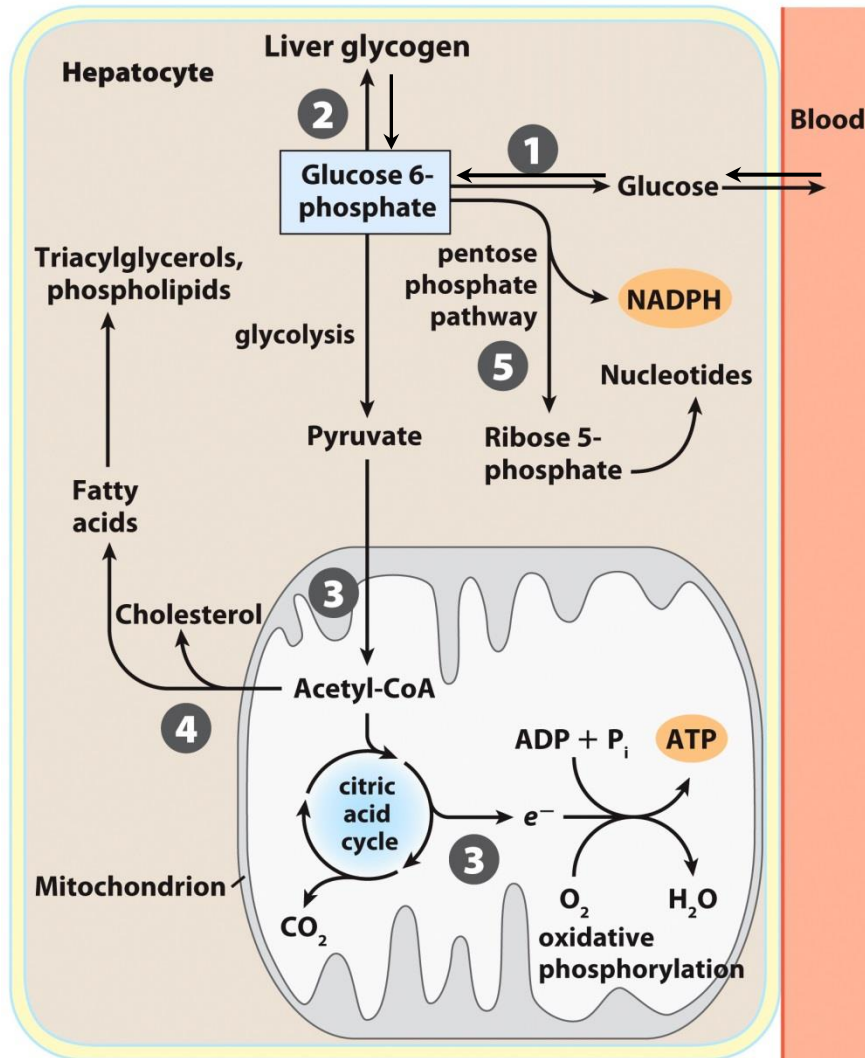 Liver glycogen
Hepatocyte
2
Blood
1
Glucose 6-
phosphate
Glucose
Triacylglycerols,
phospholipids
pentose
phosphate
pathway
NADPH
glycolysis
5
Nucleotides
Pyruvate
Ribose 5-
phosphate
Fatty
acids
3
Cholesterol
Acetyl-CoA
4
ADP + Pi
ATP
citric
acid
cycle
e−
3
Mitochondrion
CO2
O2
H2O
oxidative
phosphorylation